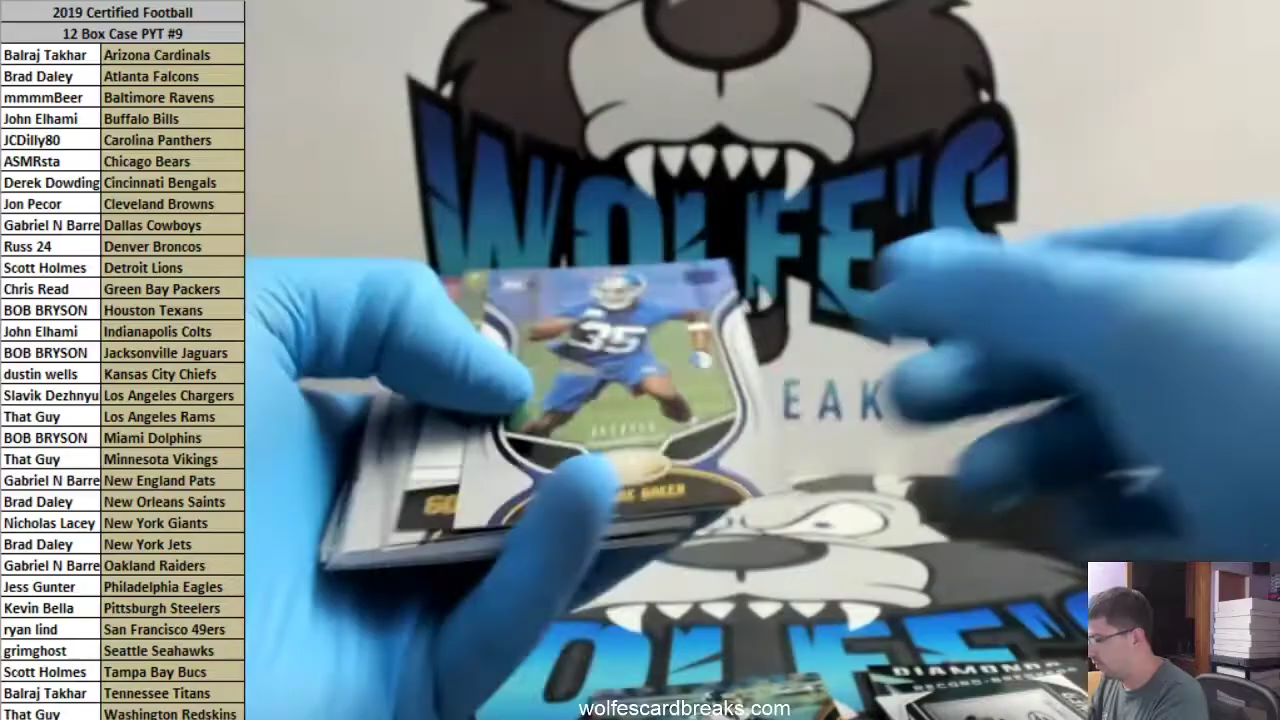 2019 Certified Football
12 Box Case PYT #9
Balraj Takhar Arizona Cardinals
Brad Daley Atlanta Falcons
mmmmBeer Baltimore Ravens
John Elhami Buffalo Bills
JCDilly80 Carolina Panthers
ASMRsta Chicago Bears
Derek Dowding Cincinnati Bengals
Jon Pecor Cleveland Browns
Gabriel N Barre Dallas Cowboys
Russ 24 Denver Broncos
Scott Holmes Detroit Lions
Chris Read Green Bay Packers
BOB BRYSON Houston Texans
John Elhami Indianapolis Colts
BOB BRYSON Jacksonville Jaguars
dustin wells Kansas City Chiefs
Slavik Dezhnyu Los Angeles Chargers
That Guy Los Angeles Rams
BOB BRYSON Miami Dolphins
That Guy Minnesota Vikings
Gabriel N Barre New England Pats
Brad Daley New Orleans Saints
Nicholas Lacey New York Giants
Brad Daley New York Jets
Gabriel N Barre Oakland Raiders
Jess Gunter Philadelphia Eagles
Kevin Bella Pittsburgh Steelers
ryan lind San Francisco 49ers
grimghost Seattle Seahawks
Scott Holmes Tampa Bay Bucs
Balraj Takhar Tennessee Titans
That Guy Washington Redskins
WOLFE'S
EAK
35
BAKER
OLFE'S
DIAMOND
RECORD-BREAKER
wolfescardbreaks.com